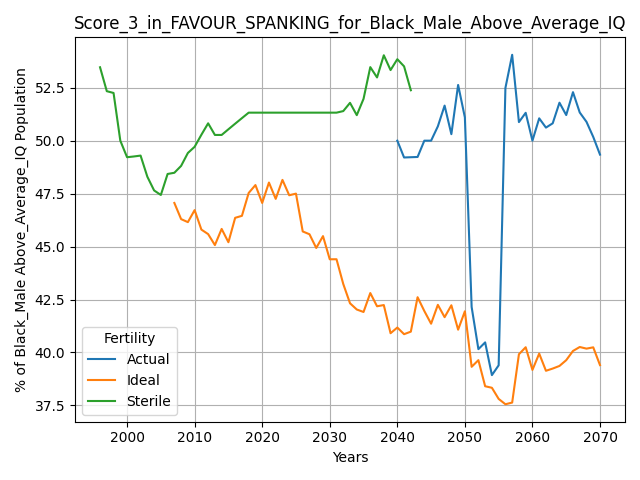 Score_3_in_FAVOUR_SPANKING_for_Black_Male_Above_Average_IQ
% of Black_Male Above_Average_IQ Population
52.5
50.0
47.5
45.0
42.5
40.0
37.5
Fertility
Actual
Ideal
Sterile
2000 2010 2020 2030 2040 2050 2060 2070
Years